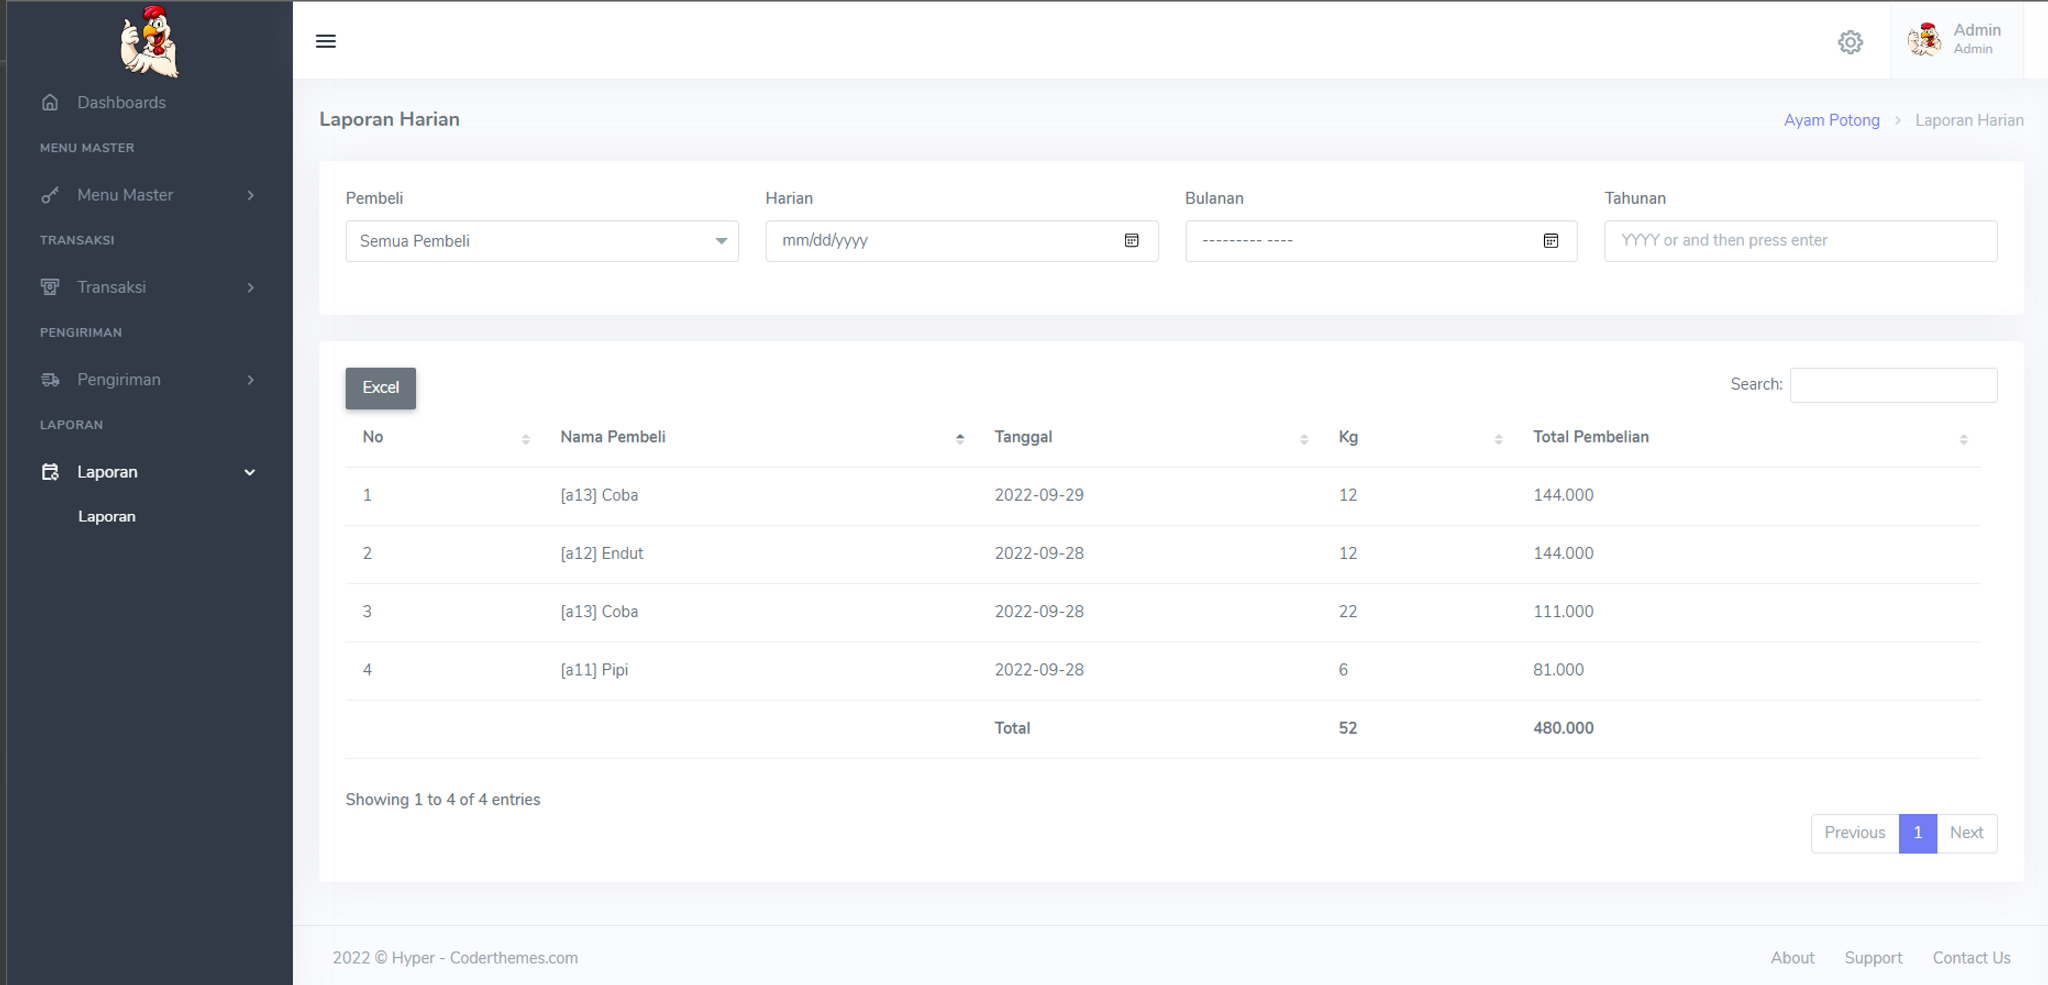 Admin
Admin
Dashboards
MENU MASTER
Menu Master
TRANSAKSI
Transaksi
PENGIRIMAN
Pengiriman
LAPORAN
Laporan
Laporan
Laporan Harian
Ayam Potong > Laporan Harian
Pembeli Harian Bulanan Tahunan
Semua Pembeli mm/dd/yyyy --------- ---- YYYY or and then press enter
Excel
Search:
No Nama Pembeli Tanggal Kg Total Pembelian
1 [a13] Coba 2022-09-29 12 144.000
2 [a12] Endut 2022-09-28 12 144.000
3 [a13] Coba 2022-09-28 22 111.000
4 [a11] Pipi 2022-09-28 6 81.000
Total 52 480.000
Showing 1 to 4 of 4 entries
Previous 1 Next
2022 © Hyper - Coderthemes.com
About Support Contact Us